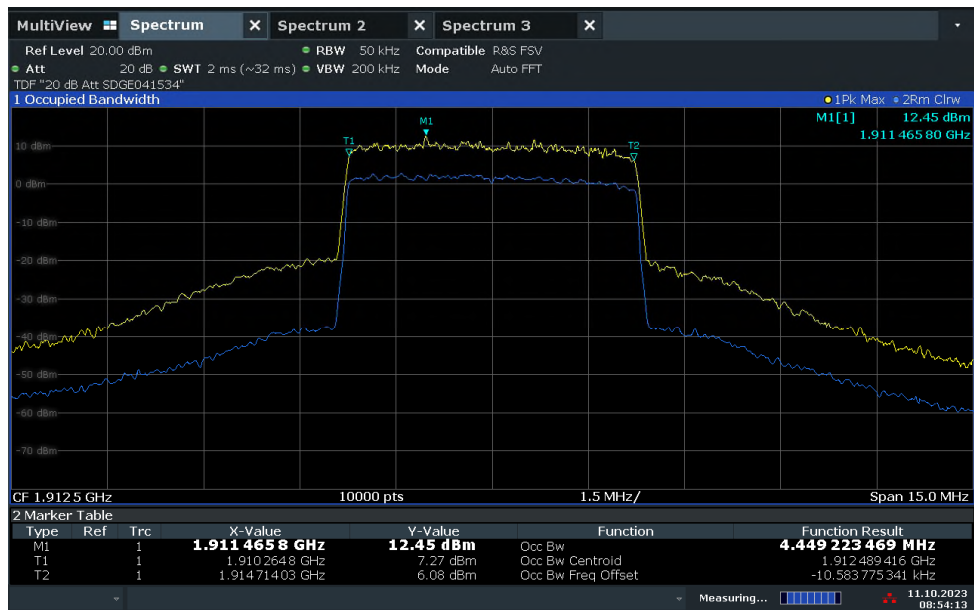 MultiView Spectrum X Spectrum 2 X Spectrum 3 X
Ref Level 20.00 dBm RBW 50 kHz Compatible R&S FSV
Att 20 dB SWT 2 ms (~32 ms) VBW 200 kHz Mode Auto FFT
TDF "20 dB Att SDGE041534"
1 Occupied Bandwidth 1Pk Max 2Rm Clrw
M1[1] 12.45 dBm
1.911 465 80 GHz
M1
T1
T2
10 dBm
0 dBm
-10 dBm
-20 dBm
-30 dBm
-40 dBm
-50 dBm
-60 dBm
-70 dBm
CF 1.9125 GHz 10000 pts 1.5 MHz/ Span 15.0 MHz
2 Marker Table
Type Ref Trc X-Value Y-Value Function Function Result
M1 1 1.911 465 8 GHz 12.45 dBm Occ Bw 4.449 223 469 MHz
T1 1 1.910 264 8 GHz 7.27 dBm Occ Bw Centroid 1.912 489 416 GHz
T2 1 1.914 714 03 GHz 6.08 dBm Occ Bw Freq Offset -10.583 775 341 kHz
Measuring... 11.10.2023
08:54:13